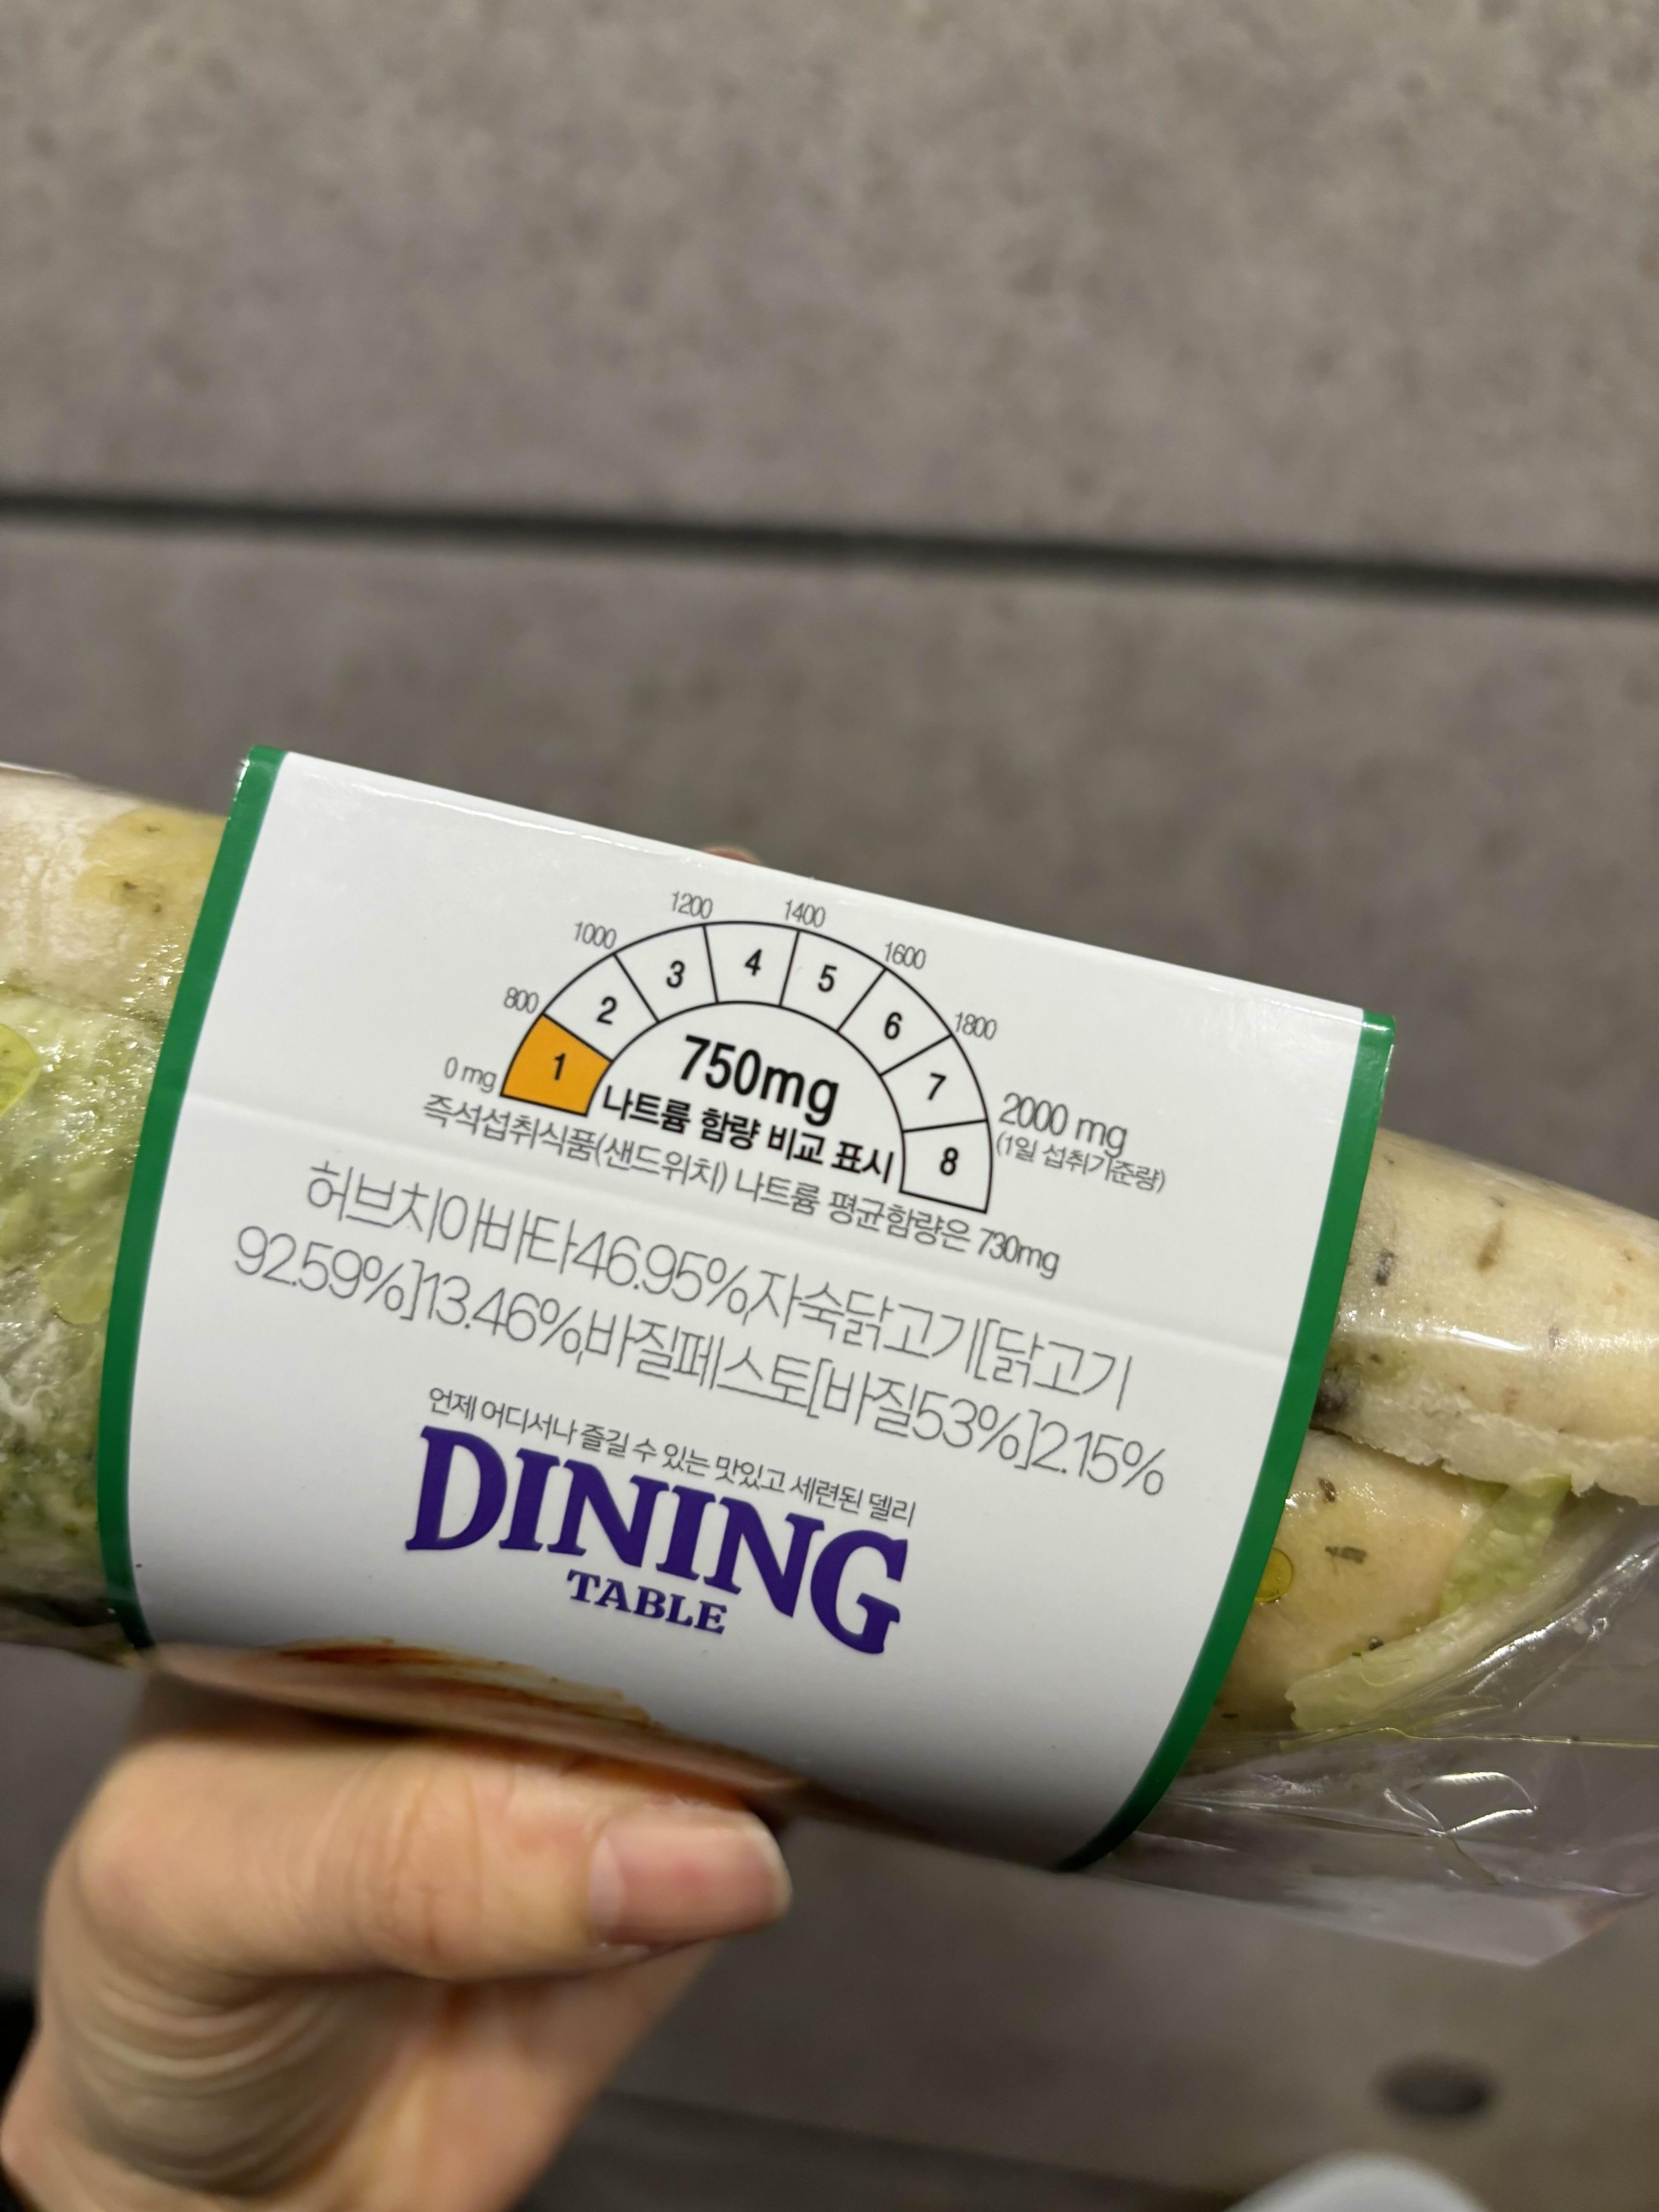 1200 1400
1000 1600
800 1800
0 mg 1 2 3 4 5 6 7 8 2000 mg
(1일 섭취기준량)
750mg
나트륨 함량 비교 표시
즉석섭취식품(샌드위치) 나트륨 평균함량은 730mg
허브치아바타46.95%,자숙닭고기[닭고기
92.59%]13.46%,바질페스토[바질53%]2.15%
언제 어디서나 즐길 수 있는 맛있고 세련된 델리
DINING
TABLE